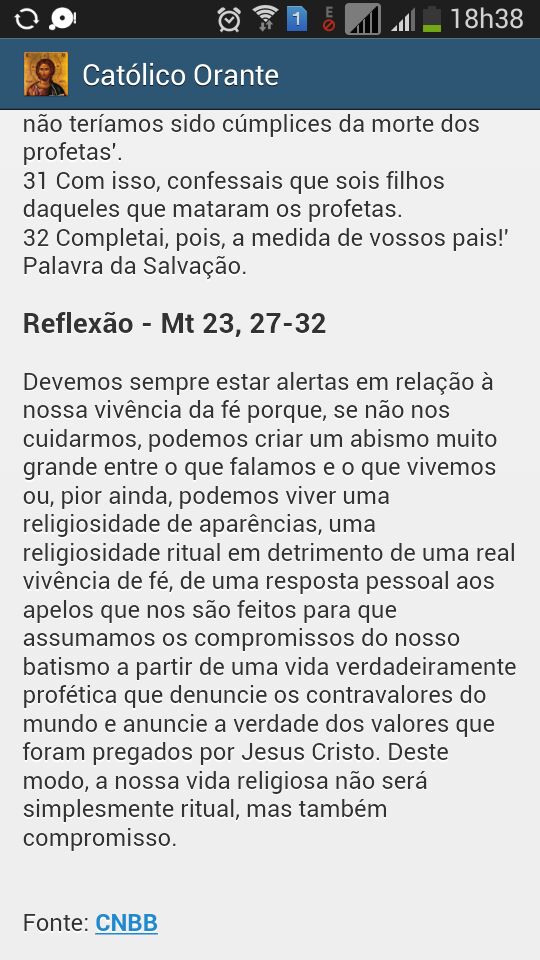 1
E
18h38
Católico Orante
não teríamos sido cúmplices da morte dos
profetas'.
31 Com isso, confessais que sois filhos
daqueles que mataram os profetas.
32 Completai, pois, a medida de vossos pais!'
Palavra da Salvação.
Reflexão - Mt 23, 27-32
Devemos sempre estar alertas em relação à
nossa vivência da fé porque, se não nos
cuidarmos, podemos criar um abismo muito
grande entre o que falamos e o que vivemos
ou, pior ainda, podemos viver uma
religiosidade de aparências, uma
religiosidade ritual em detrimento de uma real
vivência de fé, de uma resposta pessoal aos
apelos que nos são feitos para que
assumamos os compromissos do nosso
batismo a partir de uma vida verdadeiramente
profética que denuncie os contravalores do
mundo e anuncie a verdade dos valores que
foram pregados por Jesus Cristo. Deste
modo, a nossa vida religiosa não será
simplesmente ritual, mas também
compromisso.
Fonte: CNBB